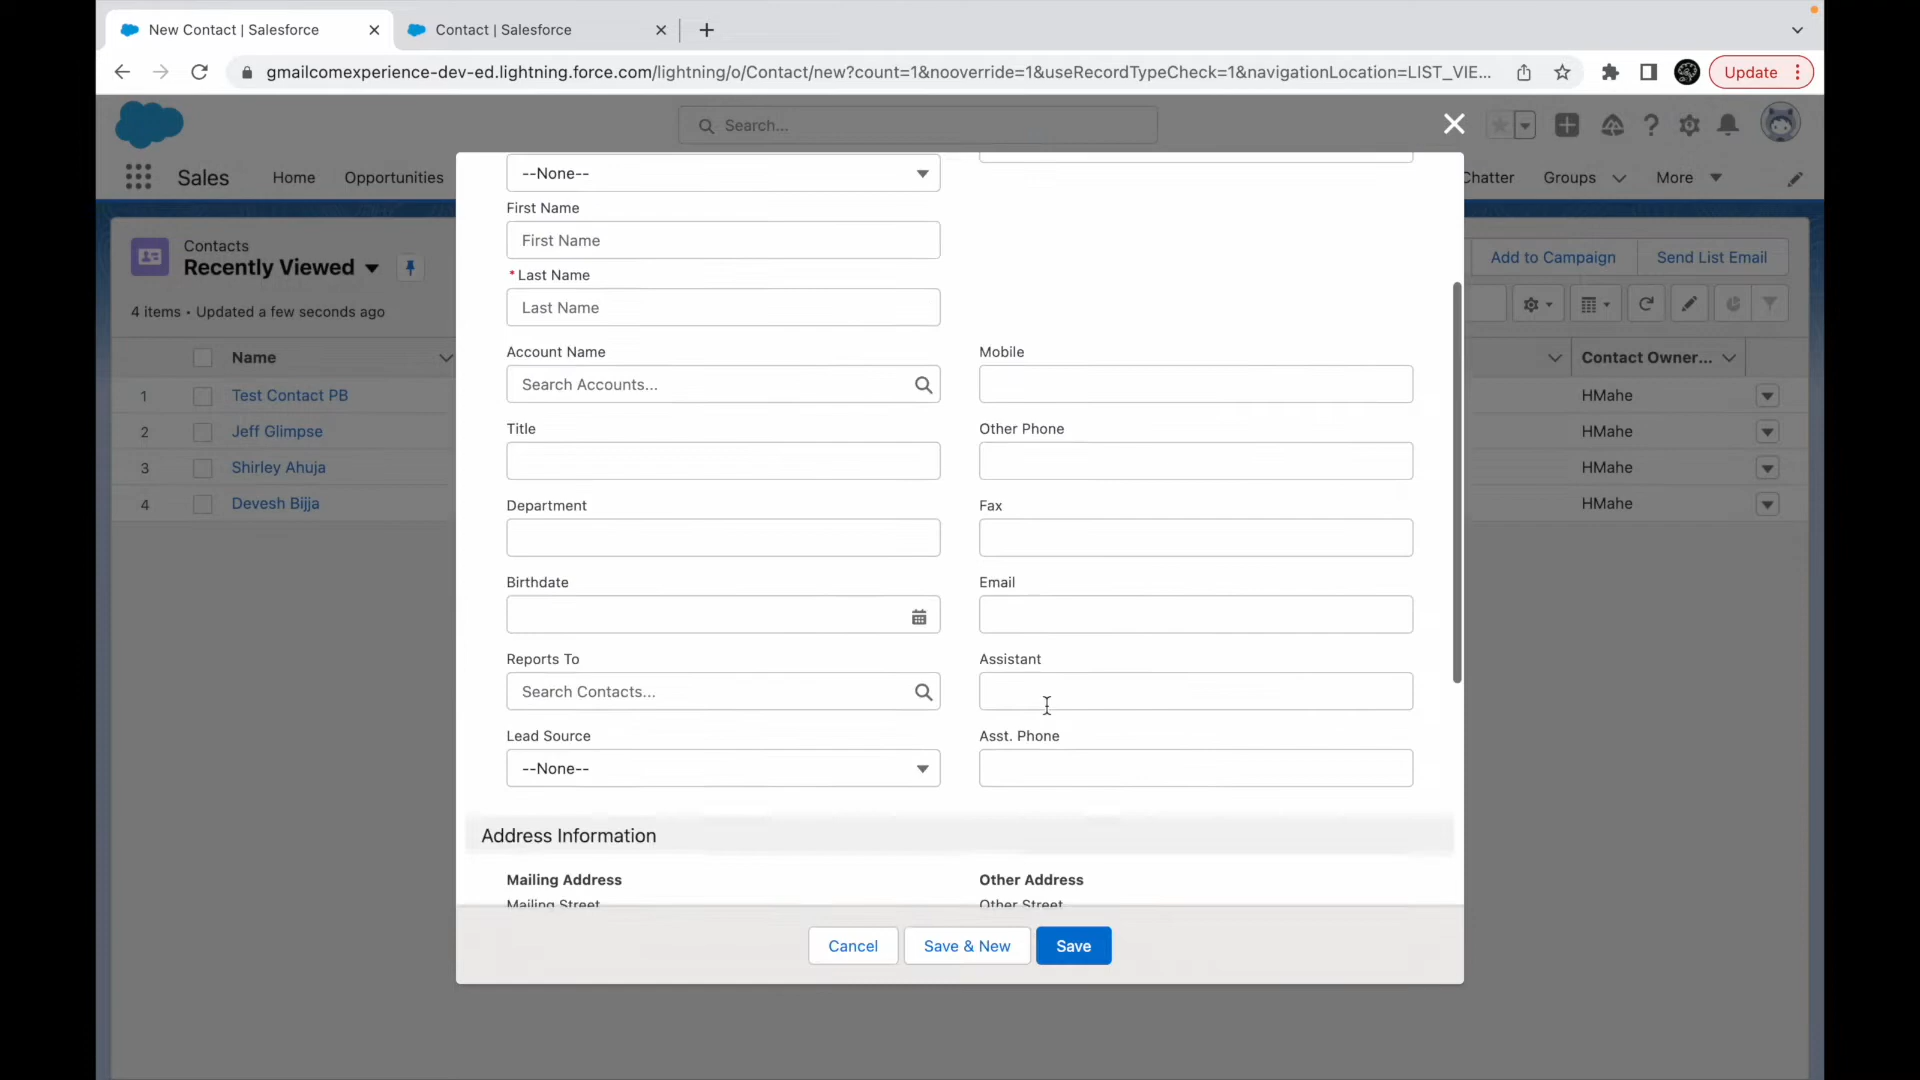 New Contact | Salesforce
Contact | Salesforce
gmailcomexperience-dev-ed.lightning.force.com/lightning/o/Contact/new?count=1&nooverride=1&useRecordTypeCheck=1&navigationLocation=LIST_VIE...
Update
Search...
Sales
Home
Opportunities
Chatter
Groups
More
Contacts
Recently Viewed
4 items • Updated a few seconds ago
Add to Campaign
Send List Email
Name
Contact Owner...
1 Test Contact PB HMahe
2 Jeff Glimpse HMahe
3 Shirley Ahuja HMahe
4 Devesh Bijja HMahe
--None--
First Name
First Name
* Last Name
Last Name
Account Name
Search Accounts...
Mobile
Title
Other Phone
Department
Fax
Birthdate
Email
Reports To
Search Contacts...
Assistant
Lead Source
--None--
Asst. Phone
Address Information
Mailing Address
Other Address
Mailing Street
Other Street
Cancel
Save & New
Save